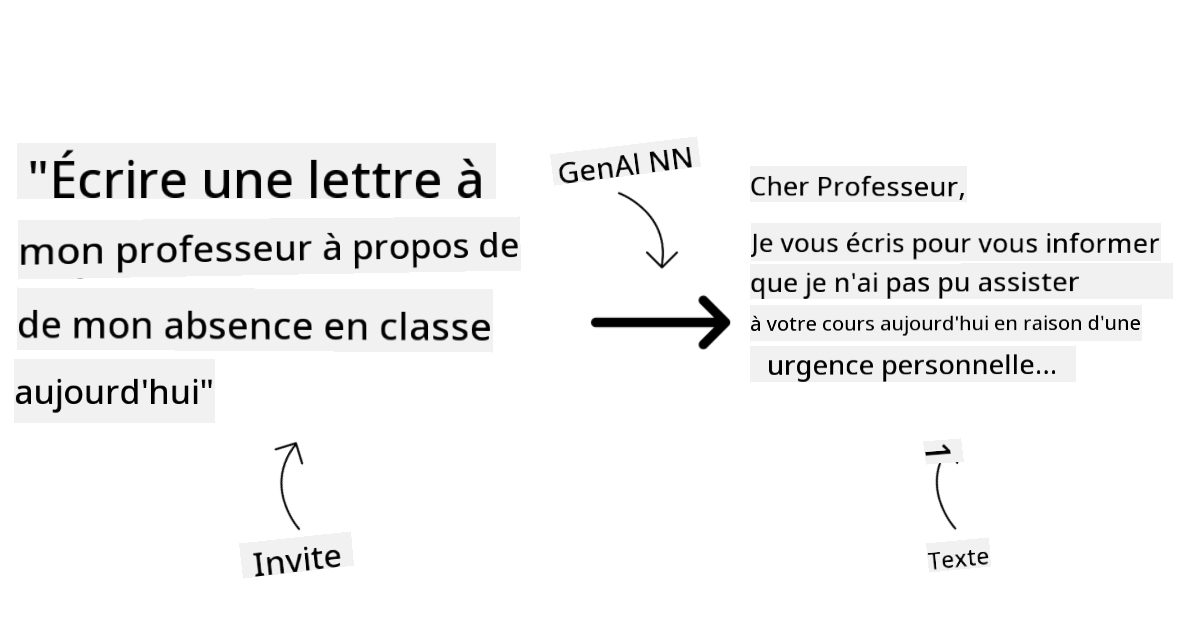 "Écrire une lettre à
mon professeur à propos de
de mon absence en classe
aujourd'hui"
Invite
GenAI NN
Cher Professeur,
Je vous écris pour vous informer
que je n'ai pas pu assister
à votre cours aujourd'hui en raison d'une
urgence personnelle...
Texte